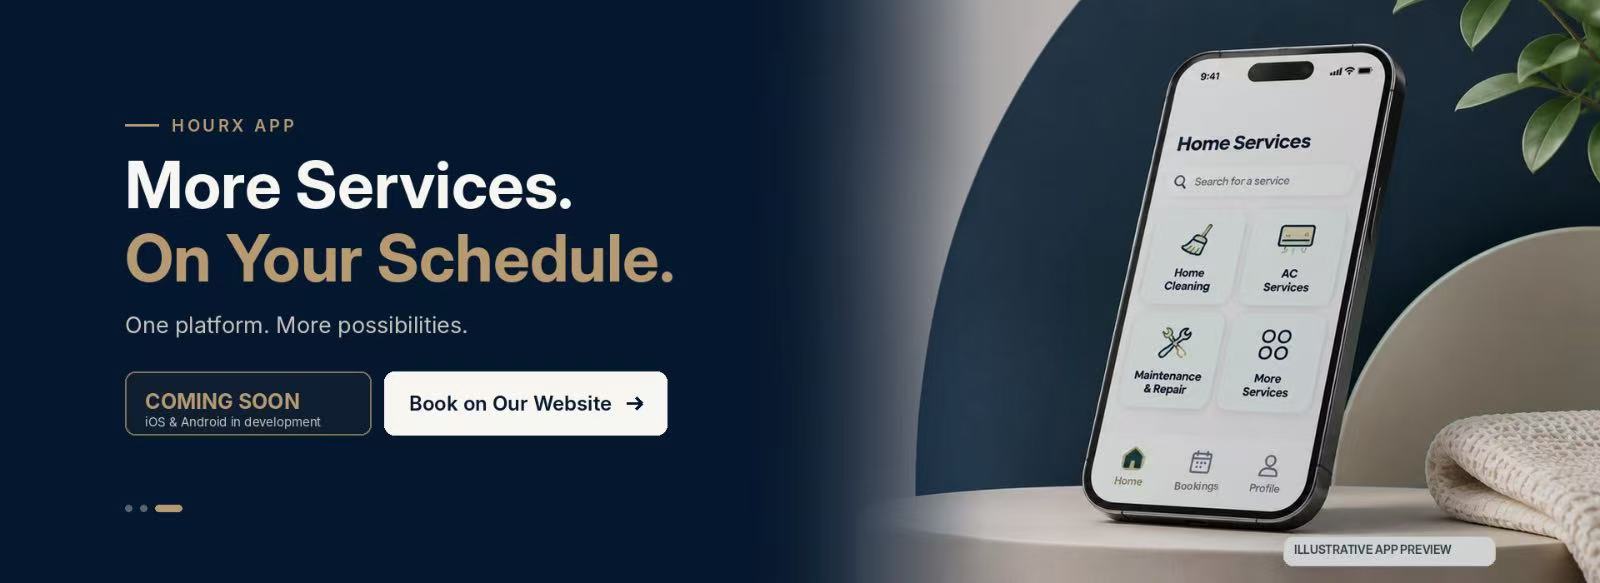 HOURX APP
More Services.
On Your Schedule.
One platform. More possibilities.
COMING SOON
iOS & Android in development
Book on Our Website →
9:41
Home Services
Search for a service
Home
Cleaning
AC
Services
Maintenance
& Repair
More
Services
Home
Bookings
Profile
ILLUSTRATIVE APP PREVIEW